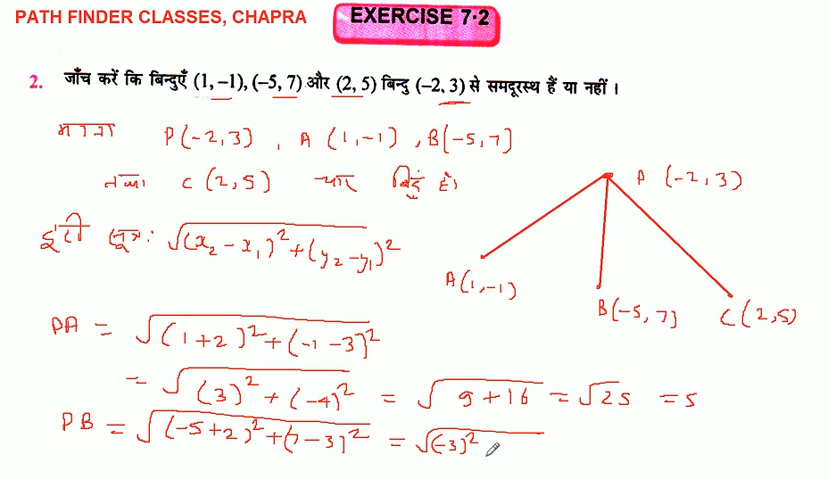 PATH FINDER CLASSES, CHAPRA
EXERCISE 7·2
2. जाँच करें कि बिन्दुएँ (1, –1), (–5, 7) और (2, 5) बिन्दु (–2, 3) से समदूरस्थ हैं या नहीं ।
माना P(-2,3), A (1,-1), B(-5,7)
तथा C (2,5) चार बिंदु है।
दूरी सूत्र: √(x₂-x₁)²+(y₂-y₁)²
P (-2,3)
A(1,-1)
B(-5,7)
C(2,5)
PA = √(1+2)²+(-1-3)²
= √(3)²+(-4)² = √9+16 = √25 = 5
PB = √(-5+2)²+(7-3)² = √(-3)²